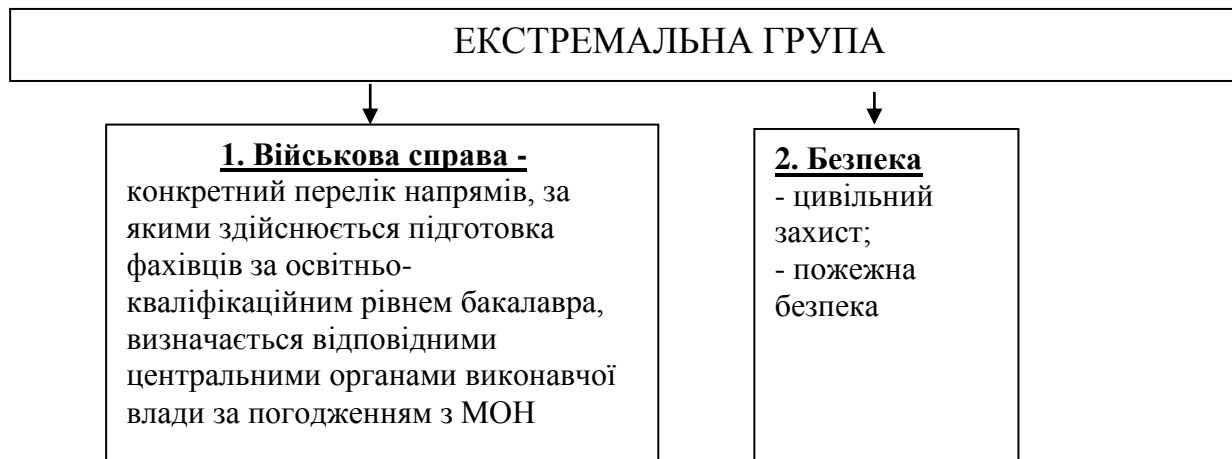 ЕКСТРЕМАЛЬНА ГРУПА
1. Військова справа -
конкретний перелік напрямів, за
якими здійснюється підготовка
фахівців за освітньо-
кваліфікаційним рівнем бакалавра,
визначається відповідними
центральними органами виконавчої
влади за погодженням з МОН
2. Безпека
- цивільний
захист;
- пожежна
безпека